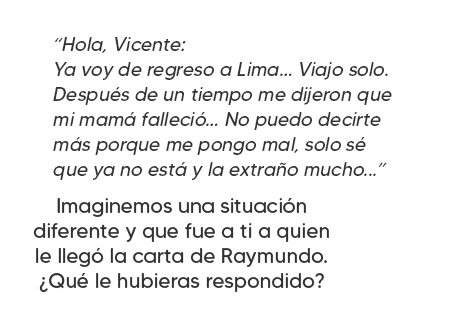 “Hola, Vicente:
Ya voy de regreso a Lima... Viajo solo.
Después de un tiempo me dijeron que
mi mamá falleció... No puedo decirte
más porque me pongo mal, solo sé
que ya no está y la extraño mucho...”
Imaginemos una situación
diferente y que fue a ti a quien
le llegó la carta de Raymundo.
¿Qué le hubieras respondido?